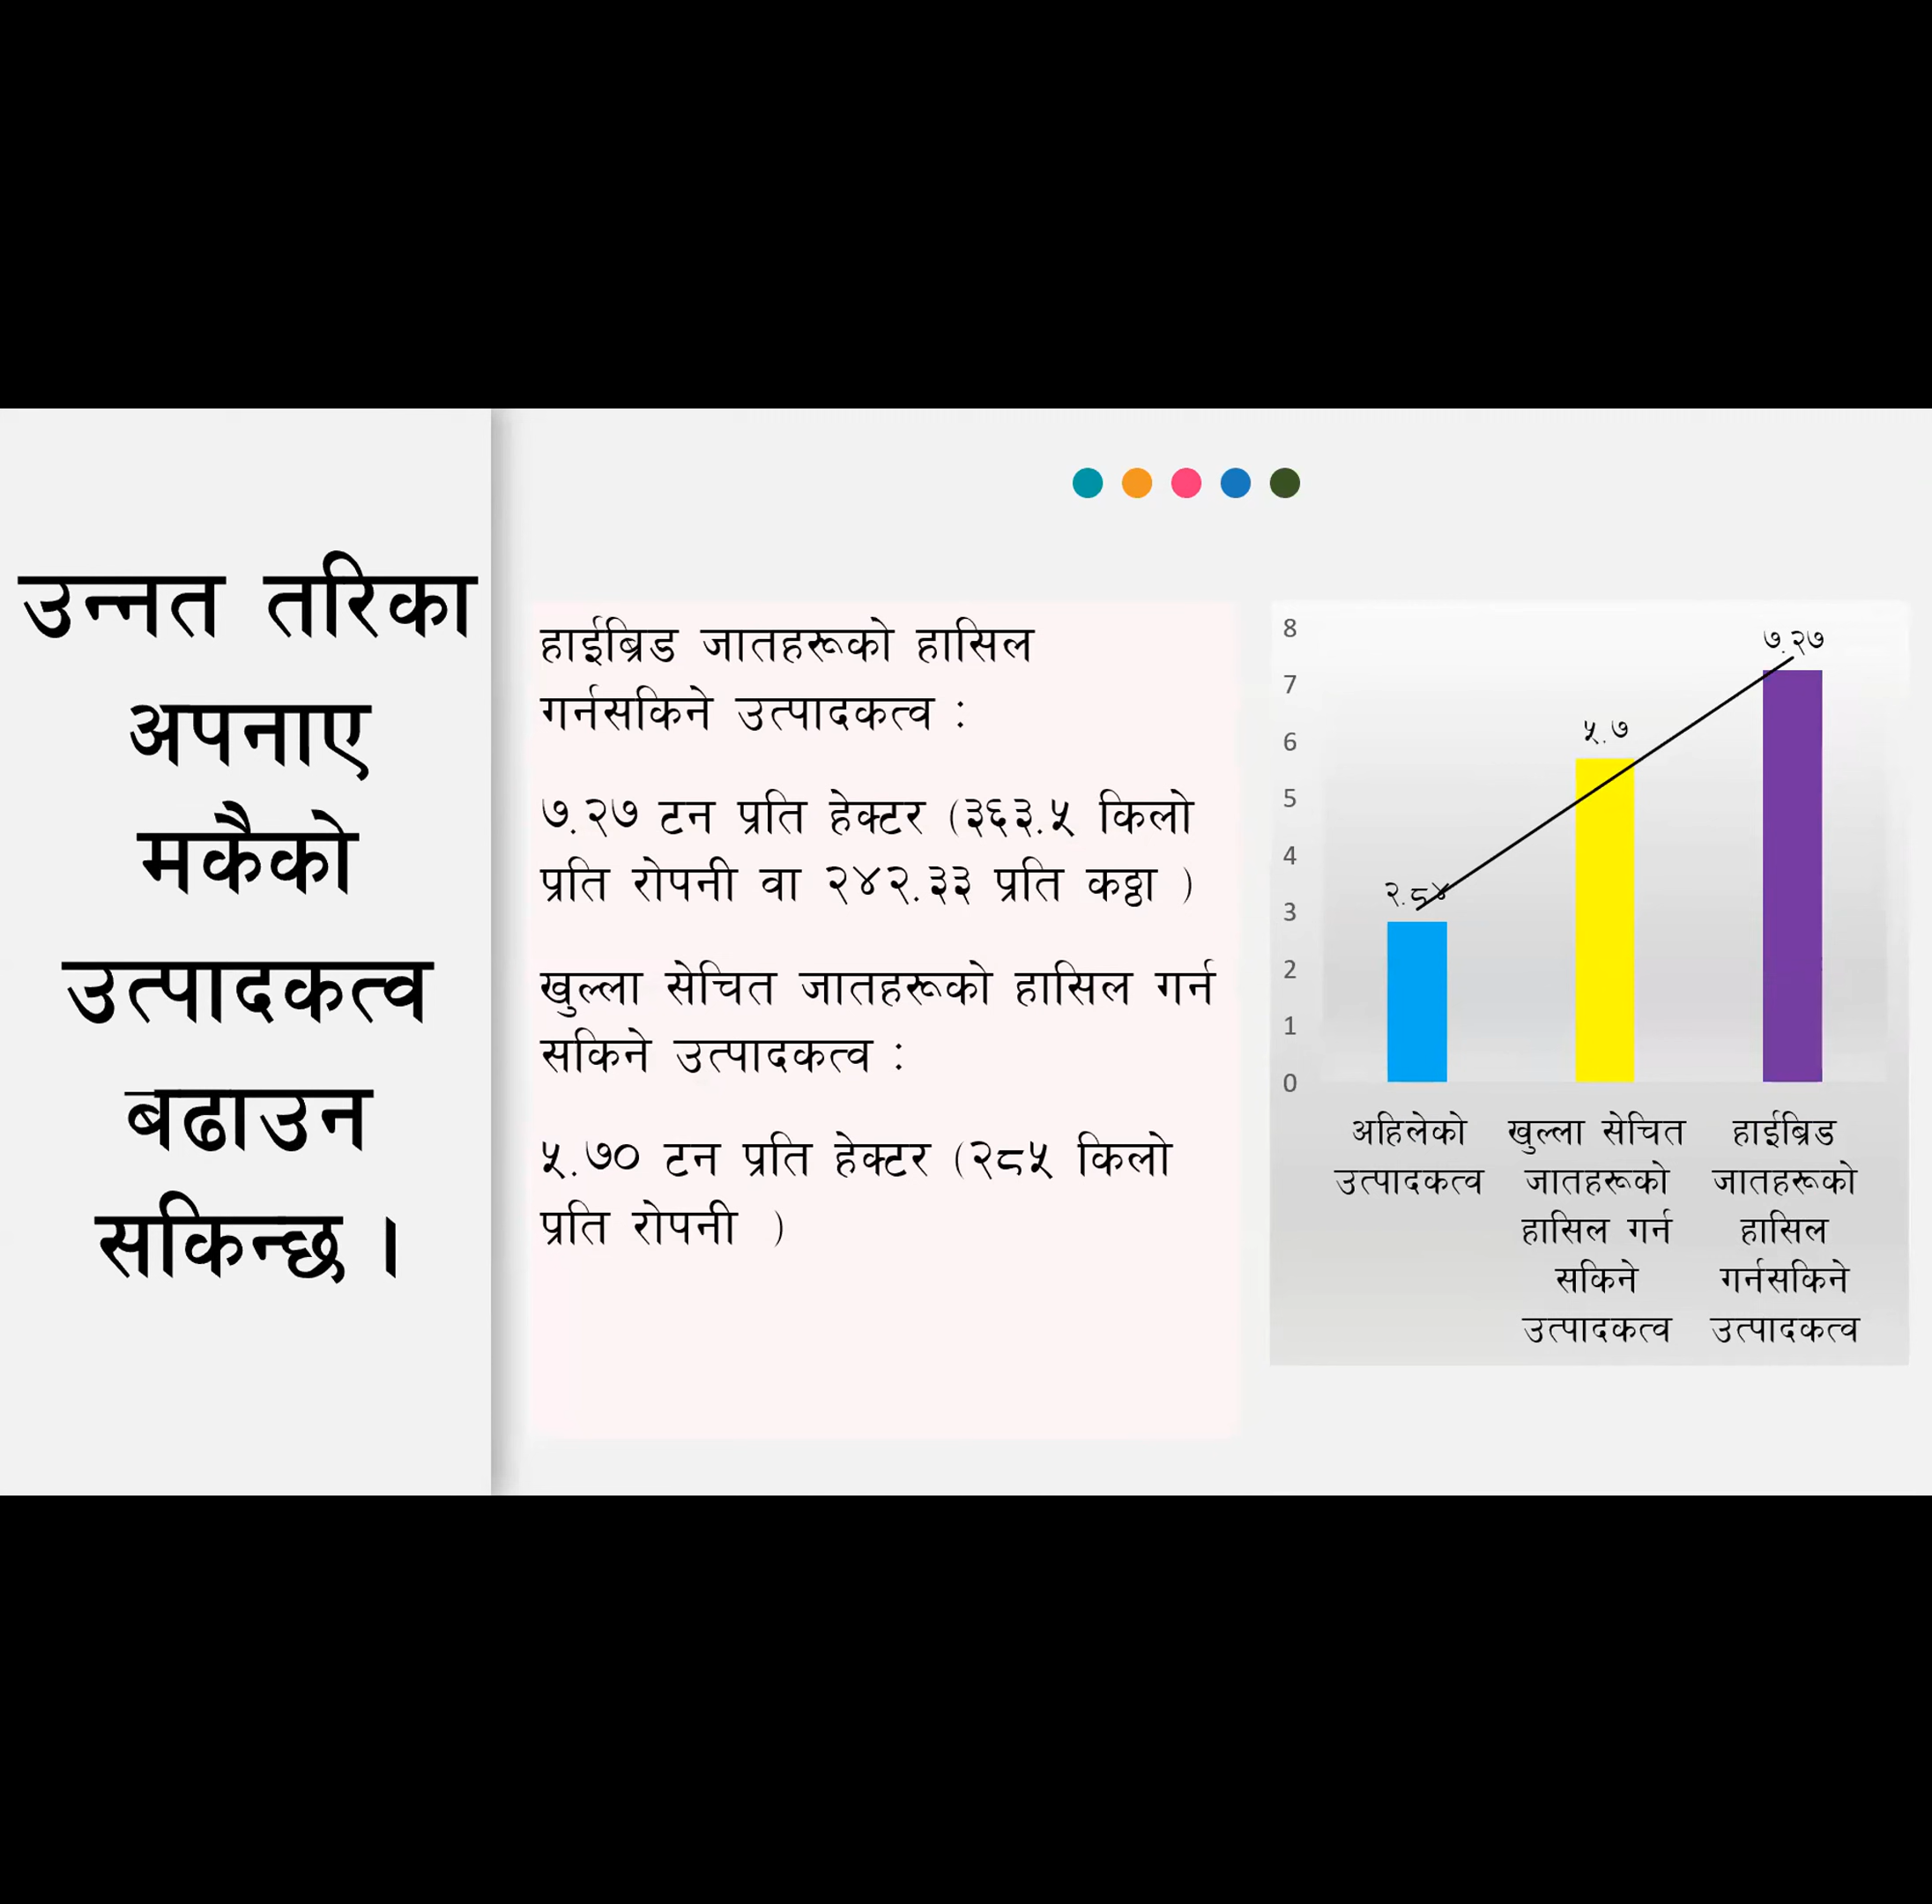 उन्नत तरिका
अपनाए
मकैको
उत्पादकत्व
बढाउन
सकिन्छ ।
हाईब्रिड जातहरूको हासिल
गर्नसकिने उत्पादकत्व :
७.२७ टन प्रति हेक्टर (३६३.५ किलो
प्रति रोपनी वा २४२.३३ प्रति कठ्ठा )
खुल्ला सेचित जातहरूको हासिल गर्न
सकिने उत्पादकत्व :
५.७० टन प्रति हेक्टर (२८५ किलो
प्रति रोपनी )
8
7
6
5
4
3
2
1
0
२.८४
५.७
७.२७
अहिलेको
उत्पादकत्व
खुल्ला सेचित
जातहरूको
हासिल गर्न
सकिने
उत्पादकत्व
हाईब्रिड
जातहरूको
हासिल
गर्नसकिने
उत्पादकत्व